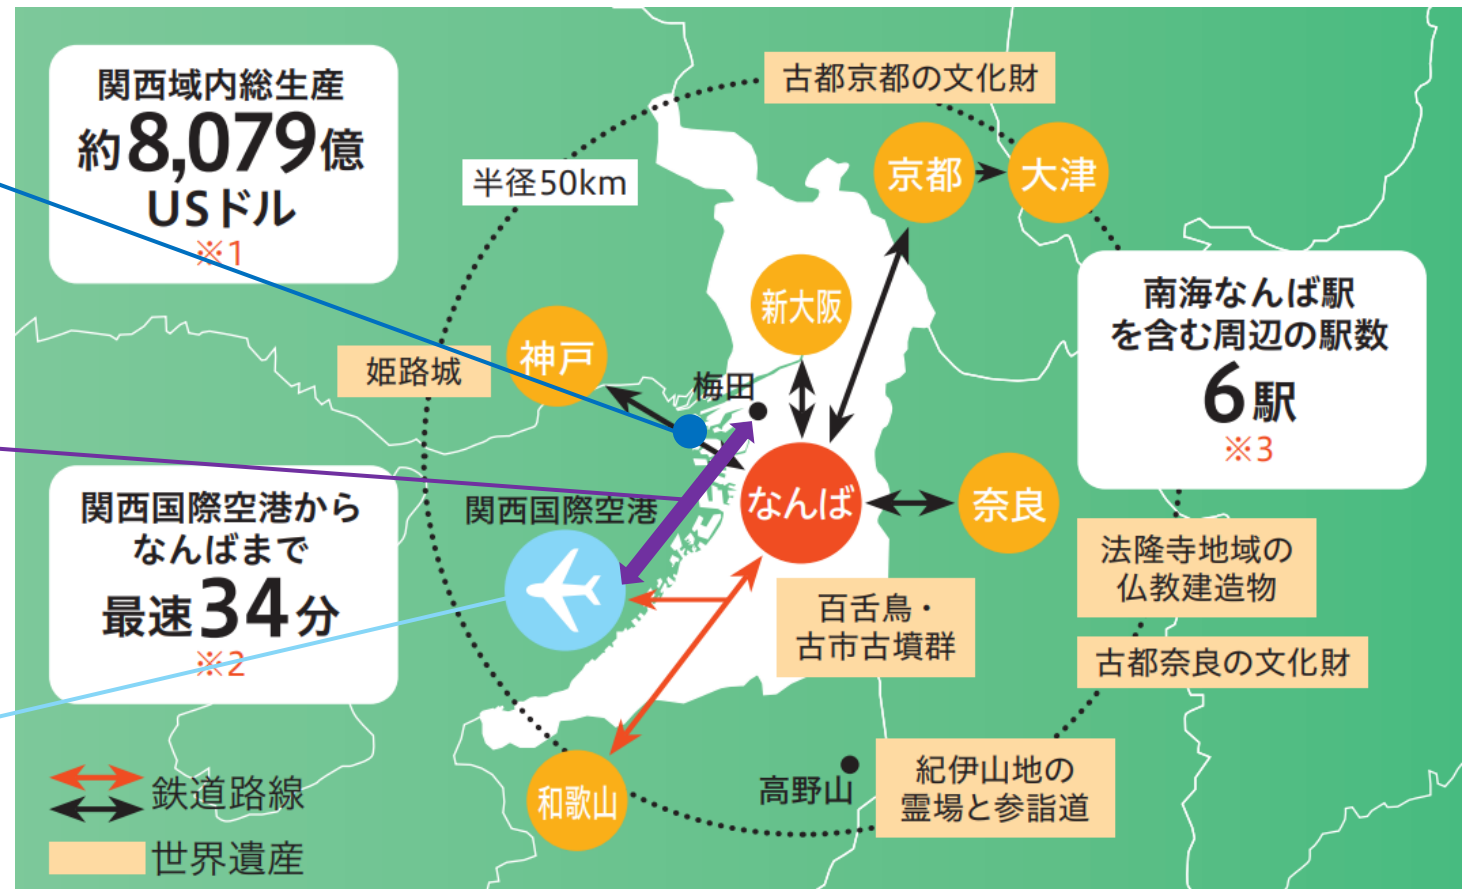 関西域内総生産
約8,079億
USドル
※1
古都京都の文化財
半径50km
京都
大津
新大阪
南海なんば駅
を含む周辺の駅数
6駅
※3
神戸
姫路城
梅田
関西国際空港から
なんばまで
最速34分
※2
関西国際空港
なんば
奈良
法隆寺地域の
仏教建造物
百舌鳥・
古市古墳群
古都奈良の文化財
和歌山
高野山
紀伊山地の
霊場と参詣道
鉄道路線
世界遺産